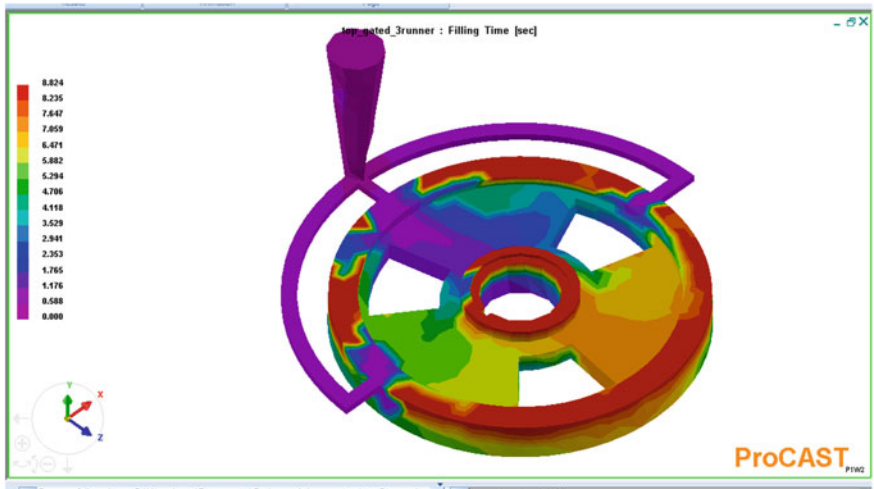 top_gated_3runner : Filling Time [sec]
8.824
8.235
7.647
7.059
6.471
5.882
5.294
4.706
4.118
3.529
2.941
2.353
1.765
1.176
0.588
0.000
Y
X
Z
ProCAST
P1W2